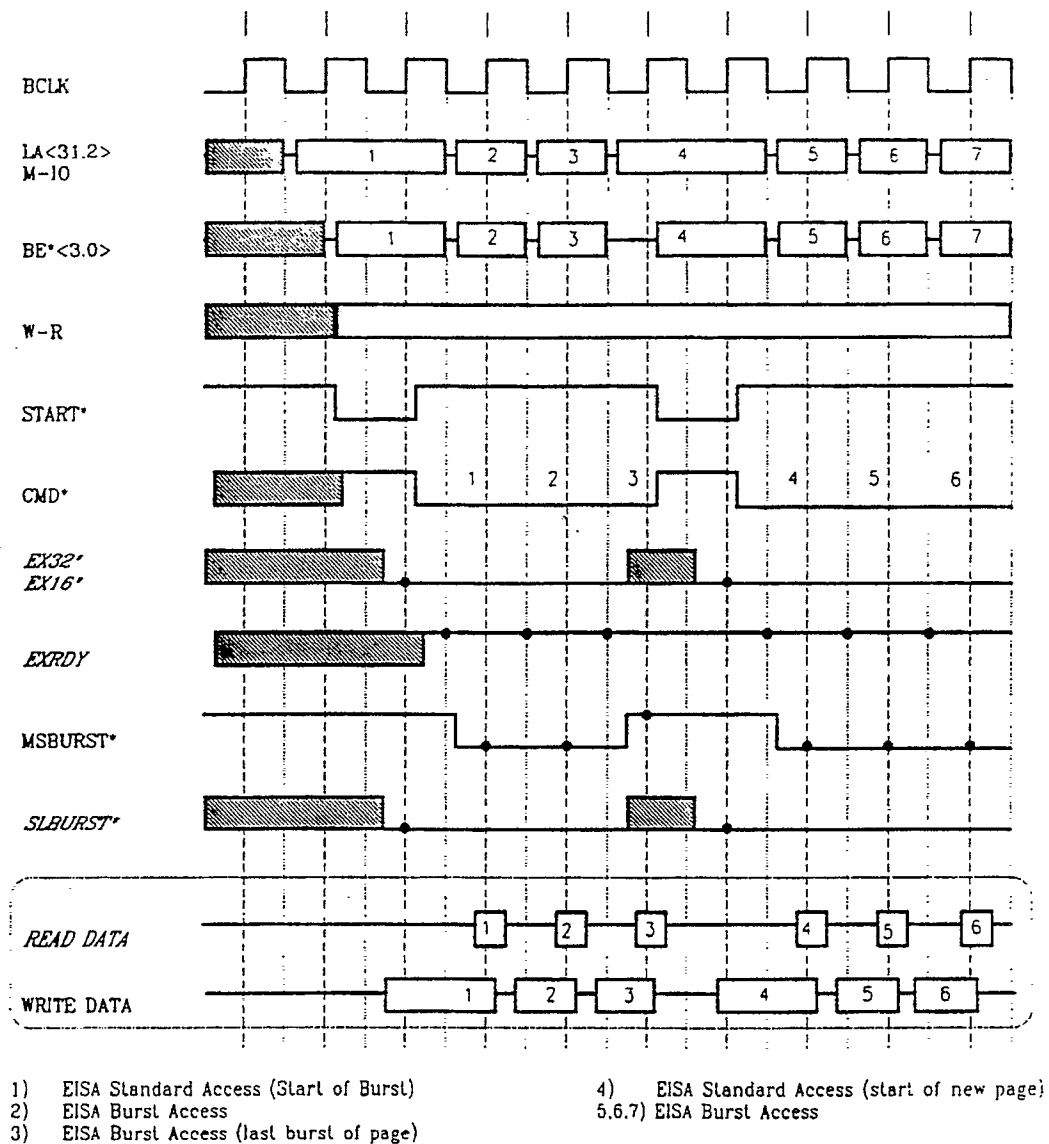 BCLK
LA<31.2>
M-IO
1 2 3 4 5 6 7
BE*<3.0>
1 2 3 4 5 6 7
W-R
START*
CMD*
1 2 3 4 5 6
EX32*
EX16*
EXRDY
MSBURST*
SLBURST*
READ DATA
1 2 3 4 5 6
WRITE DATA
1 2 3 4 5 6
1) EISA Standard Access (Start of Burst)
2) EISA Burst Access
3) EISA Burst Access (last burst of page)
4) EISA Standard Access (start of new page)
5.6.7) EISA Burst Access